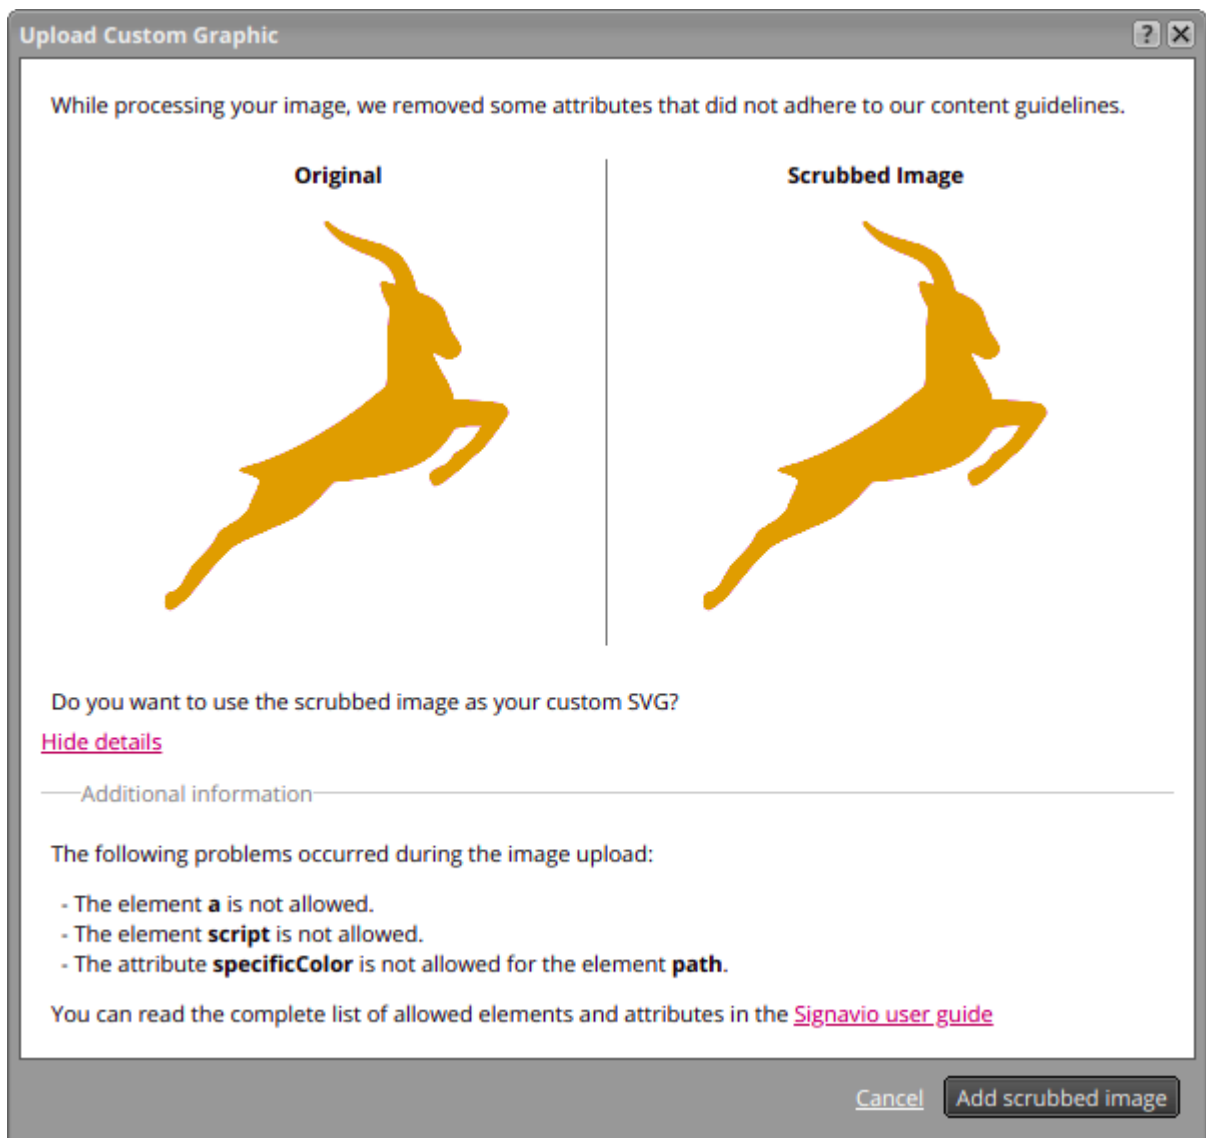 Upload Custom Graphic
While processing your image, we removed some attributes that did not adhere to our content guidelines.
Original
Scrubbed Image
Do you want to use the scrubbed image as your custom SVG?
Hide details
Additional information
The following problems occurred during the image upload:
- The element a is not allowed.
- The element script is not allowed.
- The attribute specificColor is not allowed for the element path.
You can read the complete list of allowed elements and attributes in the Signavio user guide
Cancel
Add scrubbed image